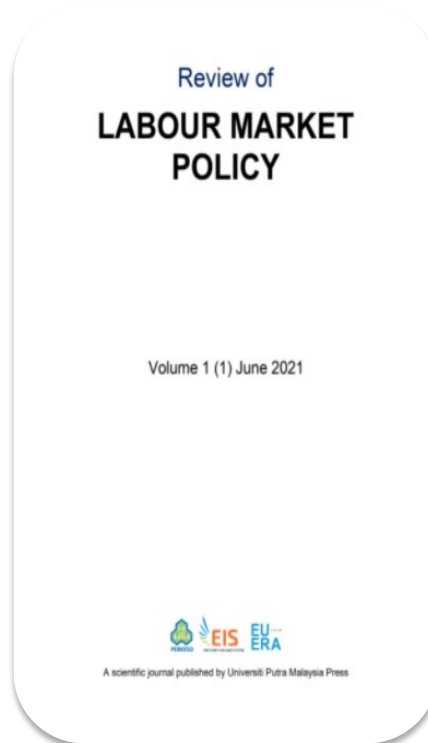 Review of
LABOUR MARKET
POLICY
Volume 1 (1) June 2021
PERKESO
EIS
EU
ERA
A scientific journal published by Universiti Putra Malaysia Press